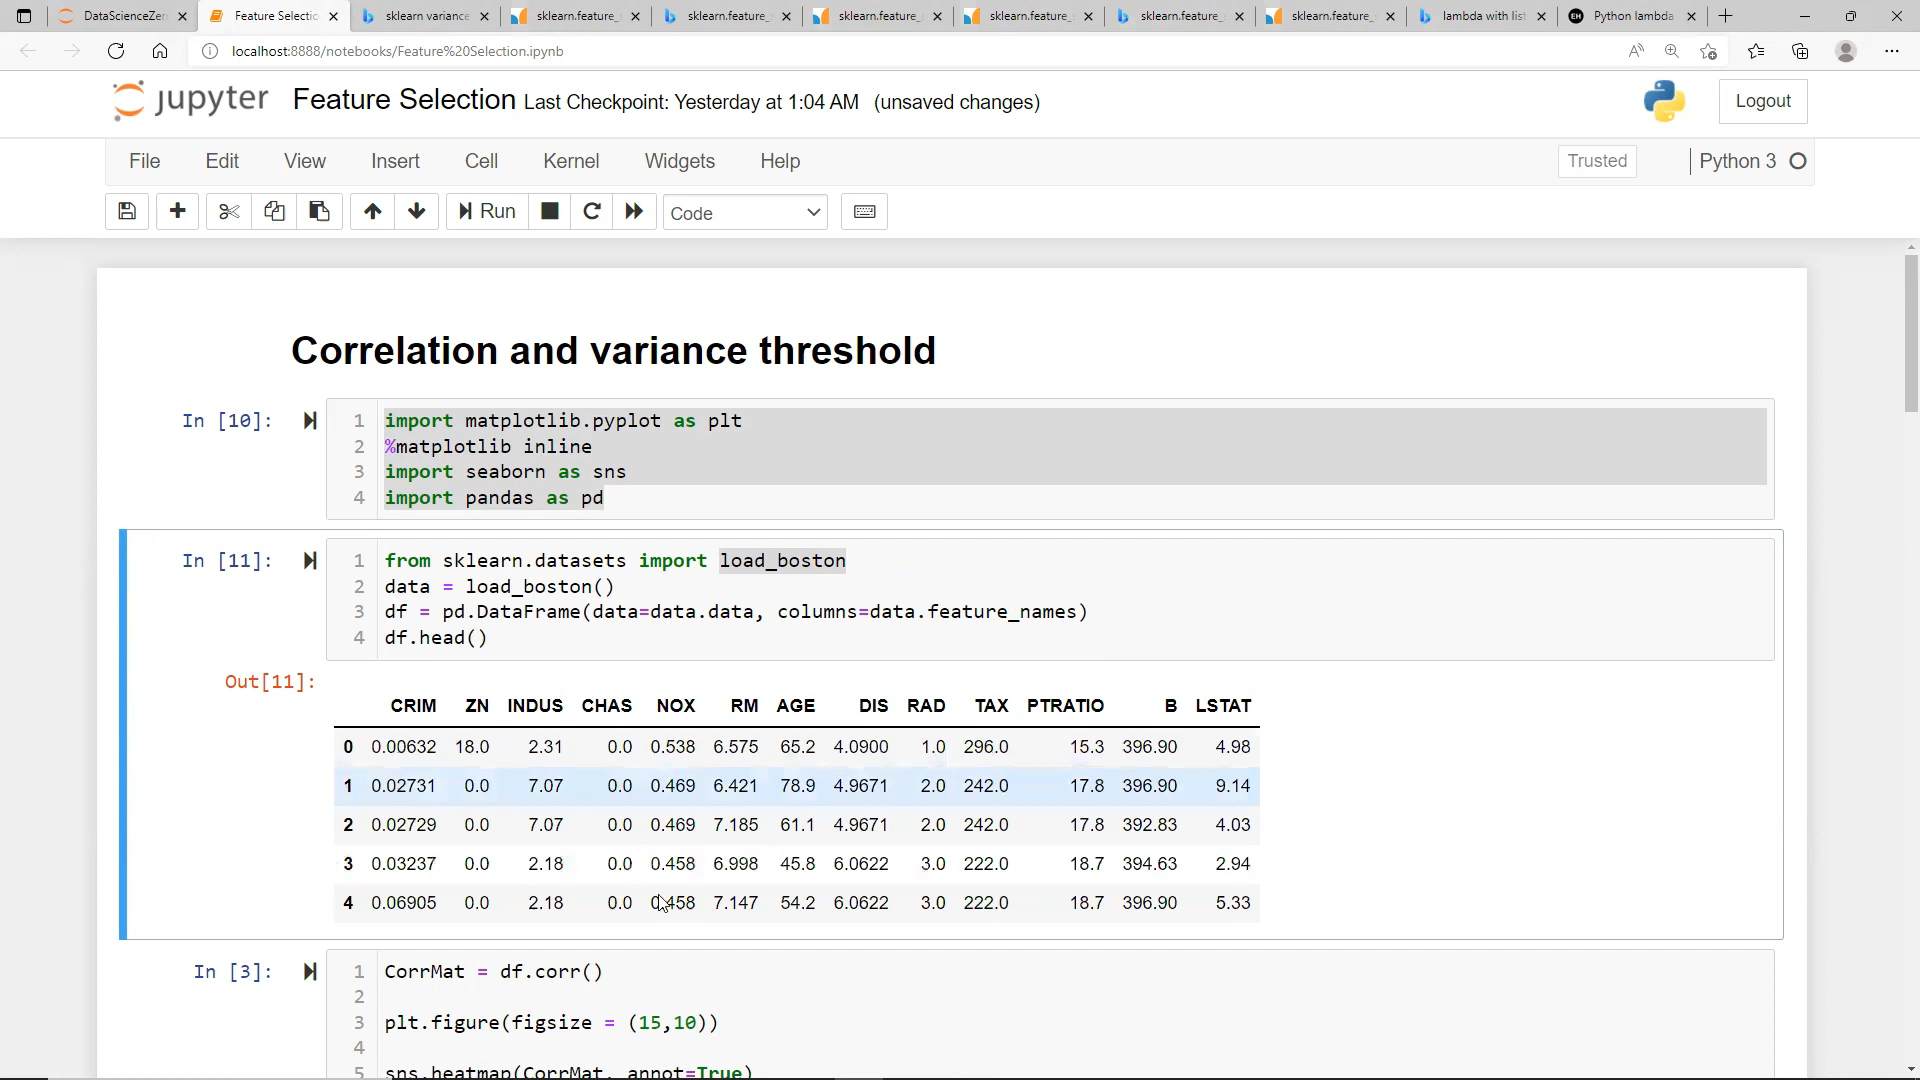 DataScienceZer
Feature Selectio
sklearn variance
sklearn.feature_
sklearn.feature_s
sklearn.feature_
sklearn.feature_s
sklearn.feature_
sklearn.feature_
lambda with list
Python lambda
localhost:8888/notebooks/Feature%20Selection.ipynb
jupyter Feature Selection Last Checkpoint: Yesterday at 1:04 AM (unsaved changes)
Logout
File Edit View Insert Cell Kernel Widgets Help
Trusted
Python 3
Run
Code
Correlation and variance threshold
In [10]:
1 import matplotlib.pyplot as plt
2 %matplotlib inline
3 import seaborn as sns
4 import pandas as pd
In [11]:
1 from sklearn.datasets import load_boston
2 data = load_boston()
3 df = pd.DataFrame(data=data.data, columns=data.feature_names)
4 df.head()
Out[11]:
CRIM ZN INDUS CHAS NOX RM AGE DIS RAD TAX PTRATIO B LSTAT
0 0.00632 18.0 2.31 0.0 0.538 6.575 65.2 4.0900 1.0 296.0 15.3 396.90 4.98
1 0.02731 0.0 7.07 0.0 0.469 6.421 78.9 4.9671 2.0 242.0 17.8 396.90 9.14
2 0.02729 0.0 7.07 0.0 0.469 7.185 61.1 4.9671 2.0 242.0 17.8 392.83 4.03
3 0.03237 0.0 2.18 0.0 0.458 6.998 45.8 6.0622 3.0 222.0 18.7 394.63 2.94
4 0.06905 0.0 2.18 0.0 0.458 7.147 54.2 6.0622 3.0 222.0 18.7 396.90 5.33
In [3]:
1 CorrMat = df.corr()
2
3 plt.figure(figsize = (15,10))
4
5 sns.heatmap(CorrMat, annot=True)